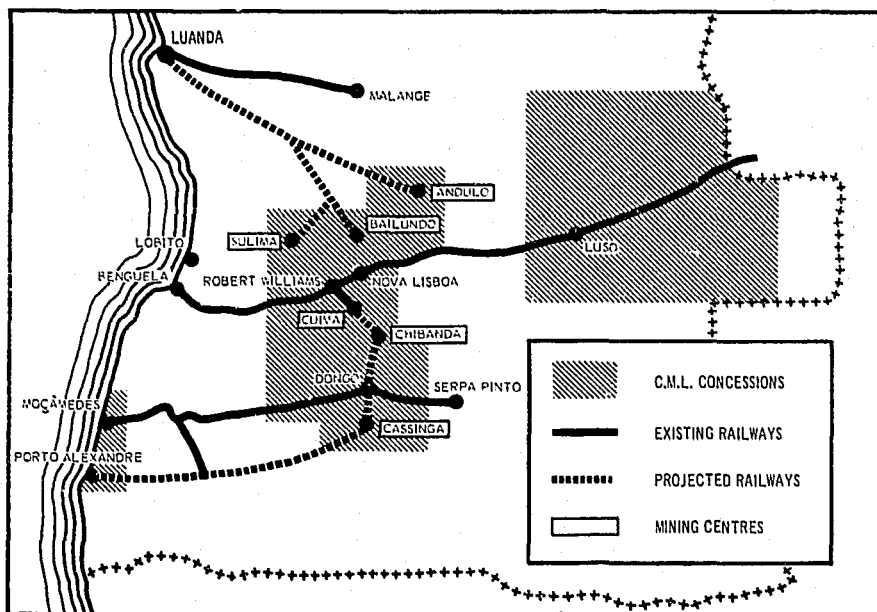 LUANDA
MALANGE
ANDULO
SULIMA
BAILUNDO
LOBITO
LUSO
BENGUELA
ROBERT WILLIAMS
NOVA LISBOA
CUIMA
CHIBANDA
DONGO
SERPA PINTO
MOÇÂMEDES
CASSINGA
PORTO ALEXANDRE
C.M.L. CONCESSIONS
EXISTING RAILWAYS
PROJECTED RAILWAYS
MINING CENTRES